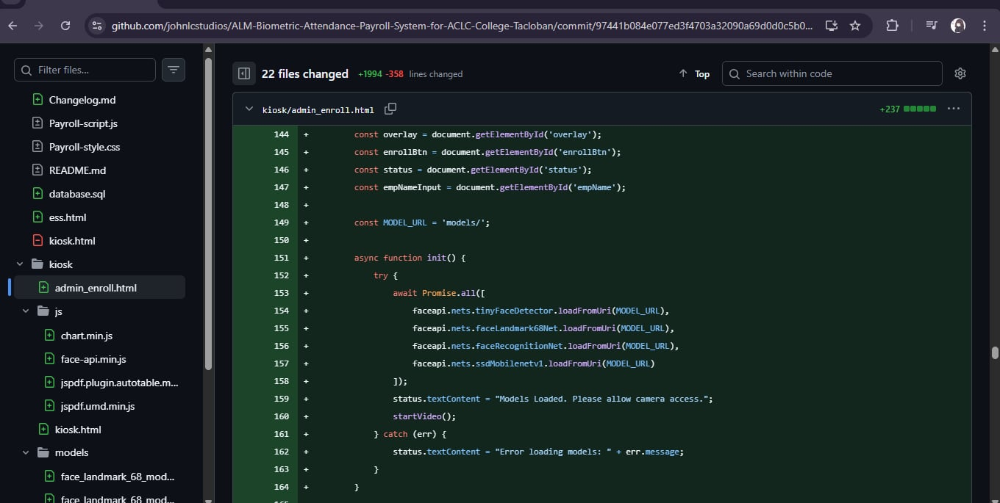 github.com/johnlcstudios/ALM-Biometric-Attendance-Payroll-System-for-ACLC-College-Tacloban/commit/97441b084e077ed3f4703a32090a69d0d0c5b0...
Filter files...
22 files changed +1994 -358 lines changed
Top
Search within code
Changelog.md
Payroll-script.js
Payroll-style.css
README.md
database.sql
ess.html
kiosk.html
kiosk
admin_enroll.html
js
chart.min.js
face-api.min.js
jspdf.plugin.autotable.m...
jspdf.umd.min.js
kiosk.html
models
face_landmark_68_mod...
face_landmark_68_mod...
kiosk/admin_enroll.html +237
144 + const overlay = document.getElementById('overlay');
145 + const enrollBtn = document.getElementById('enrollBtn');
146 + const status = document.getElementById('status');
147 + const empNameInput = document.getElementById('empName');
148 +
149 + const MODEL_URL = 'models/';
150 +
151 + async function init() {
152 + try {
153 + await Promise.all([
154 + faceapi.nets.tinyFaceDetector.loadFromUri(MODEL_URL),
155 + faceapi.nets.faceLandmark68Net.loadFromUri(MODEL_URL),
156 + faceapi.nets.faceRecognitionNet.loadFromUri(MODEL_URL),
157 + faceapi.nets.ssdMobilenetv1.loadFromUri(MODEL_URL)
158 + ]);
159 + status.textContent = "Models Loaded. Please allow camera access.";
160 + startVideo();
161 + } catch (err) {
162 + status.textContent = "Error loading models: " + err.message;
163 + }
164 + }